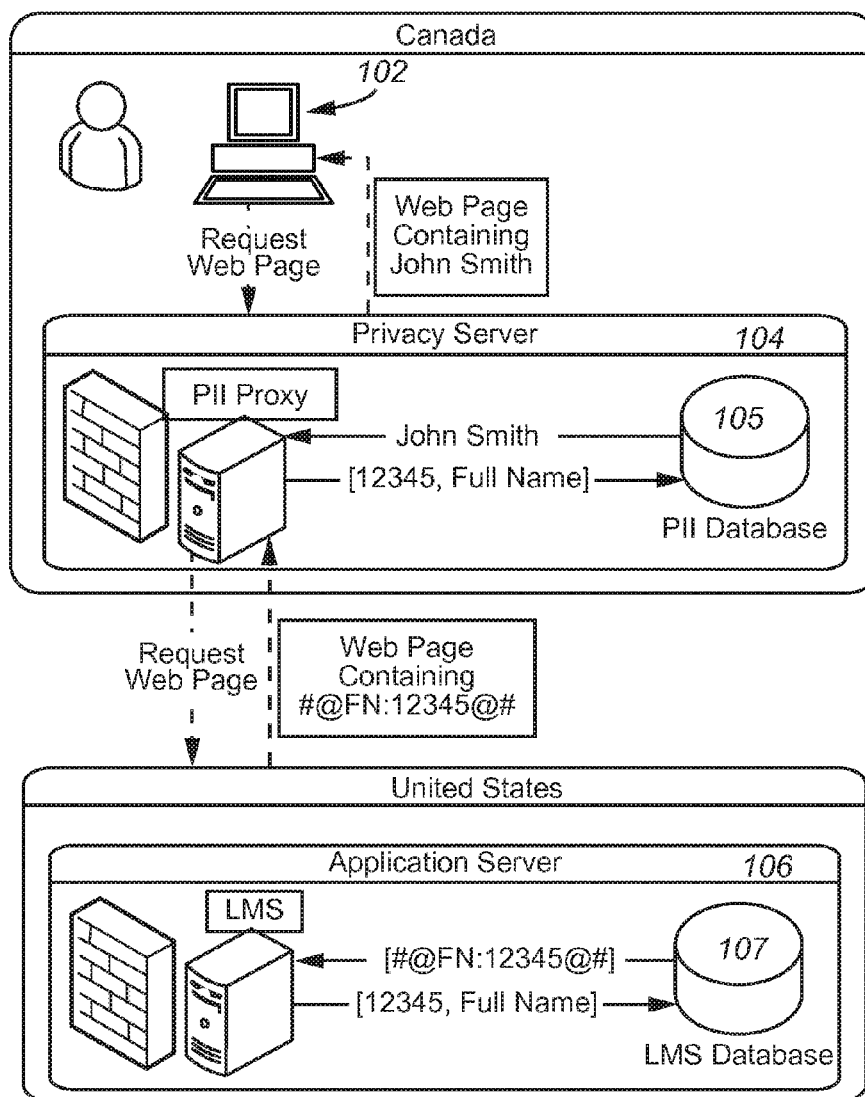 Canada
102
Request
Web Page
Web Page
Containing
John Smith
Privacy Server
104
PII Proxy
John Smith
[12345, Full Name]
105
PII Database
Request
Web Page
Web Page
Containing
#@FN:12345@#
United States
Application Server
106
LMS
[#@FN:12345@#]
[12345, Full Name]
107
LMS Database